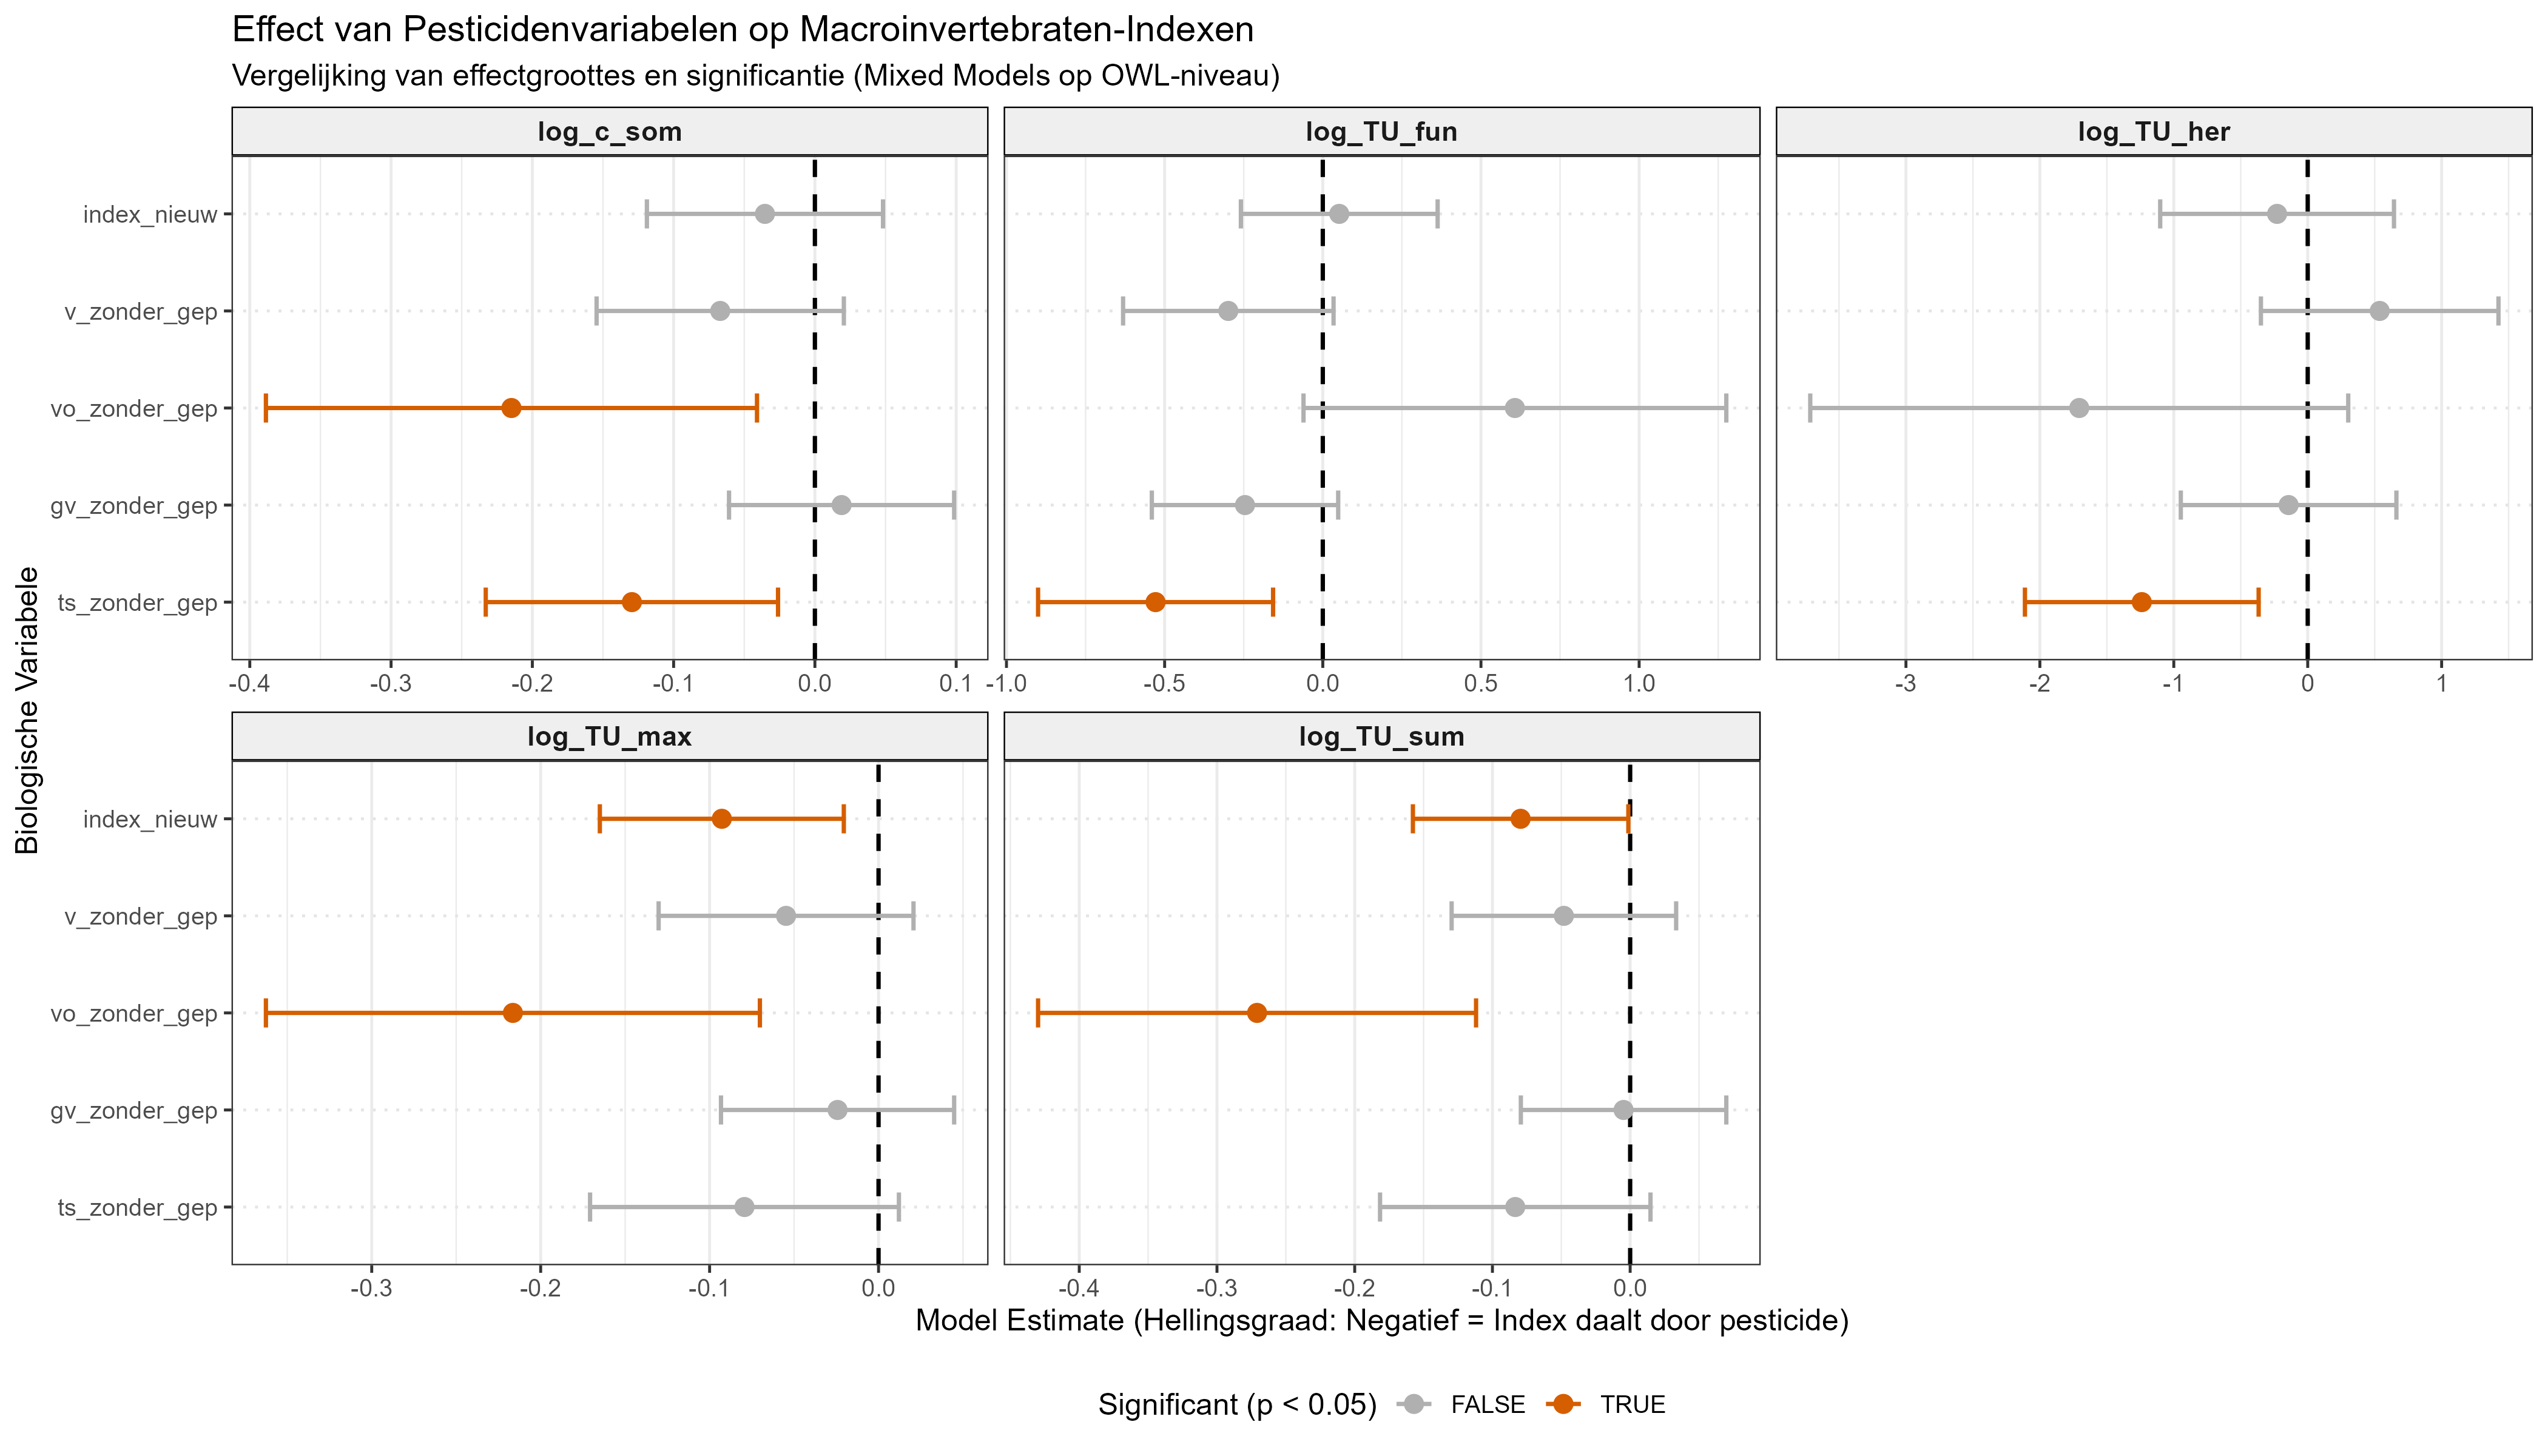 Effect van Pesticidenvariabelen op Macroinvertebraten-Indexen
Vergelijking van effectgroottes en significantie (Mixed Models op OWL-niveau)
log_c_som
log_TU_fun
log_TU_her
index_nieuw
v_zonder_gep
vo_zonder_gep
gv_zonder_gep
ts_zonder_gep
-0.4 -0.3 -0.2 -0.1 0.0 0.1
-1.0 -0.5 0.0 0.5 1.0
-3 -2 -1 0 1
Biologische Variabele
log_TU_max
log_TU_sum
index_nieuw
v_zonder_gep
vo_zonder_gep
gv_zonder_gep
ts_zonder_gep
-0.3 -0.2 -0.1 0.0
-0.4 -0.3 -0.2 -0.1 0.0
Model Estimate (Hellingsgraad: Negatief = Index daalt door pesticide)
Significant (p < 0.05) FALSE TRUE